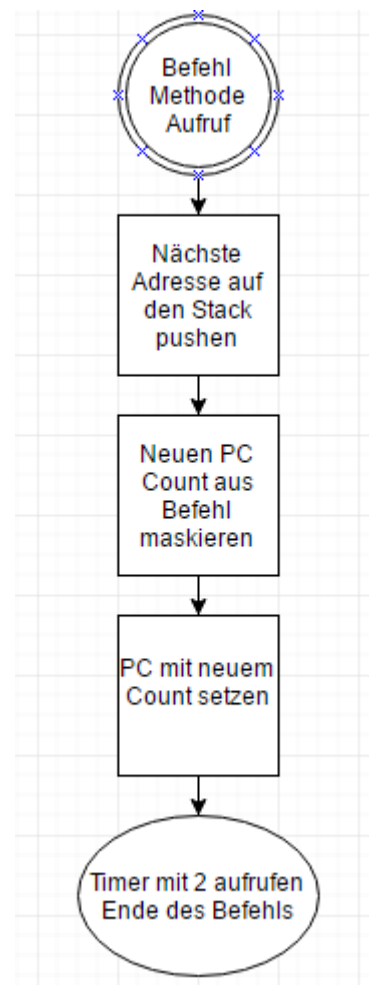 Befehl
Methode
Aufruf
Nächste
Adresse auf
den Stack
pushen
Neuen PC
Count aus
Befehl
maskieren
PC mit neuem
Count setzen
Timer mit 2 aufrufen
Ende des Befehls